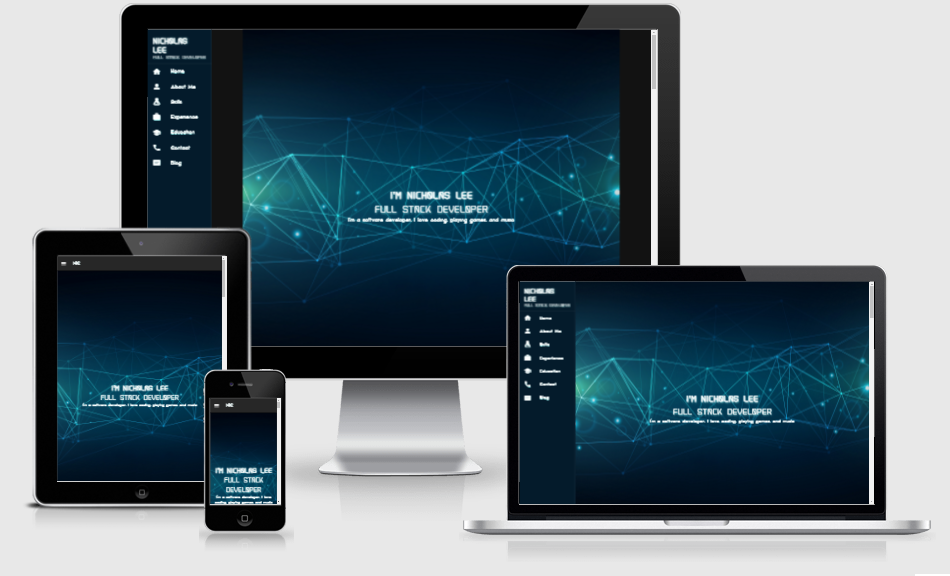 NICHOLAS
LEE
FULL STACK DEVELOPER
Home
About Me
Skills
Experience
Education
Contact
Blog
I'M NICHOLAS LEE
FULL STACK DEVELOPER
I'm a software developer. I love coding, playing games and music
I'M NICHOLAS LEE
FULL STACK DEVELOPER
I'm a software developer. I love coding, playing games and music
I'M NICHOLAS LEE
FULL STACK
DEVELOPER
I'm a software developer. I love
coding, playing games and music
NICHOLAS
LEE
FULL STACK DEVELOPER
Home
About Me
Skills
Experience
Education
Contact
Blog
I'M NICHOLAS LEE
FULL STACK DEVELOPER
I'm a software developer. I love coding, playing games and music